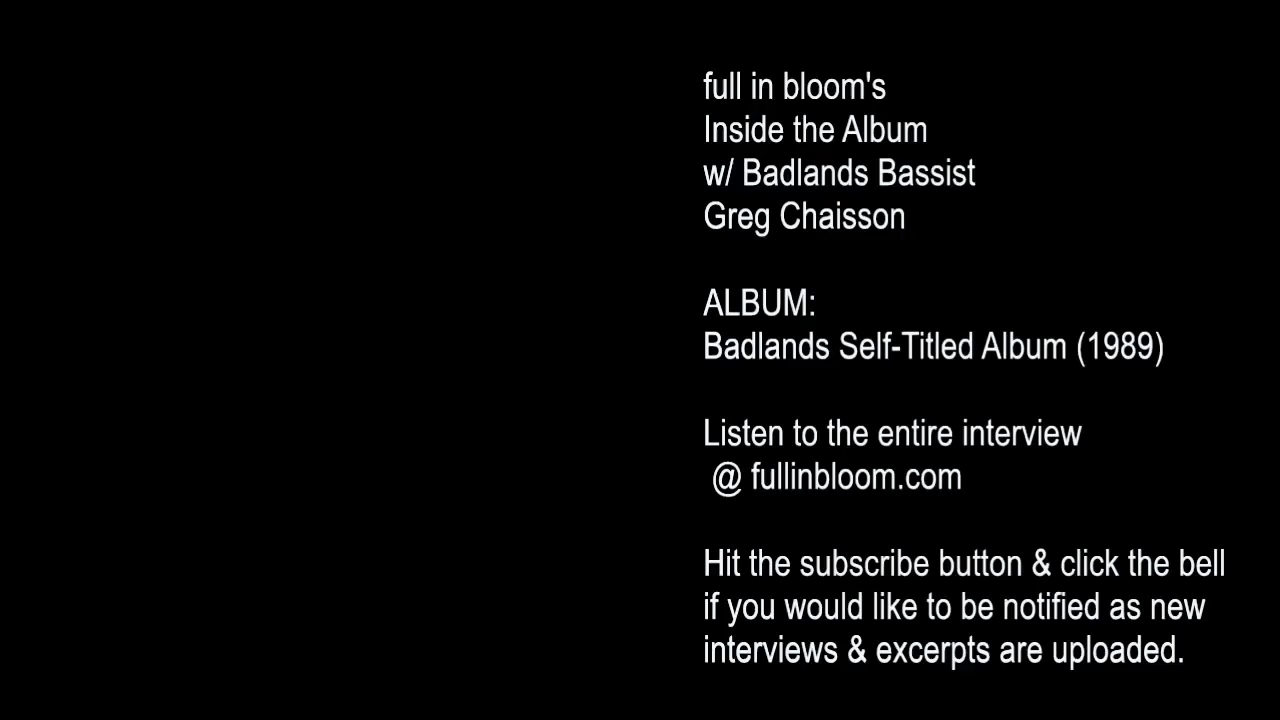 full in bloom's
Inside the Album
w/ Badlands Bassist
Greg Chaisson
ALBUM:
Badlands Self-Titled Album (1989)
Listen to the entire interview
@ fullinbloom.com
Hit the subscribe button & click the bell
if you would like to be notified as new
interviews & excerpts are uploaded.